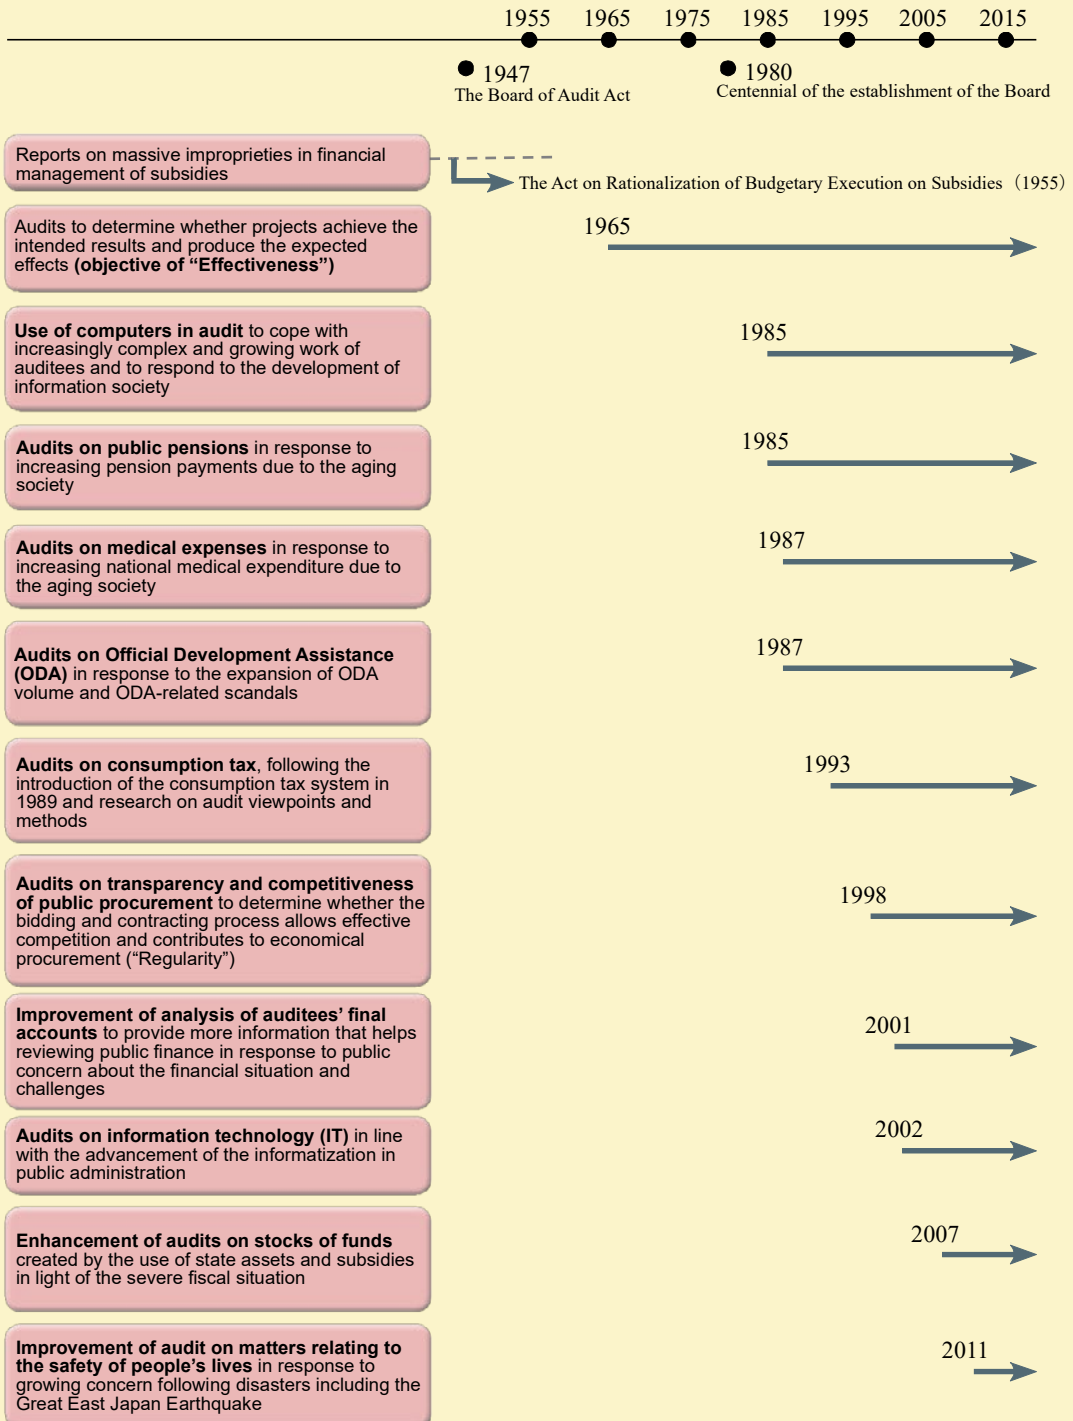 1955 1965 1975 1985 1995 2005 2015
1947
The Board of Audit Act
1980
Centennial of the establishment of the Board
Reports on massive improprieties in financial
management of subsidies
The Act on Rationalization of Budgetary Execution on Subsidies（1955）
Audits to determine whether projects achieve the
intended results and produce the expected
effects (objective of “Effectiveness”)
1965
Use of computers in audit to cope with
increasingly complex and growing work of
auditees and to respond to the development of
information society
1985
Audits on public pensions in response to
increasing pension payments due to the aging
society
1985
Audits on medical expenses in response to
increasing national medical expenditure due to
the aging society
1987
Audits on Official Development Assistance
(ODA) in response to the expansion of ODA
volume and ODA-related scandals
1987
Audits on consumption tax, following the
introduction of the consumption tax system in
1989 and research on audit viewpoints and
methods
1993
Audits on transparency and competitiveness
of public procurement to determine whether the
bidding and contracting process allows effective
competition and contributes to economical
procurement (“Regularity”)
1998
Improvement of analysis of auditees’ final
accounts to provide more information that helps
reviewing public finance in response to public
concern about the financial situation and
challenges
2001
Audits on information technology (IT) in line
with the advancement of the informatization in
public administration
2002
Enhancement of audits on stocks of funds
created by the use of state assets and subsidies
in light of the severe fiscal situation
2007
Improvement of audit on matters relating to
the safety of people’s lives in response to
growing concern following disasters including the
Great East Japan Earthquake
2011